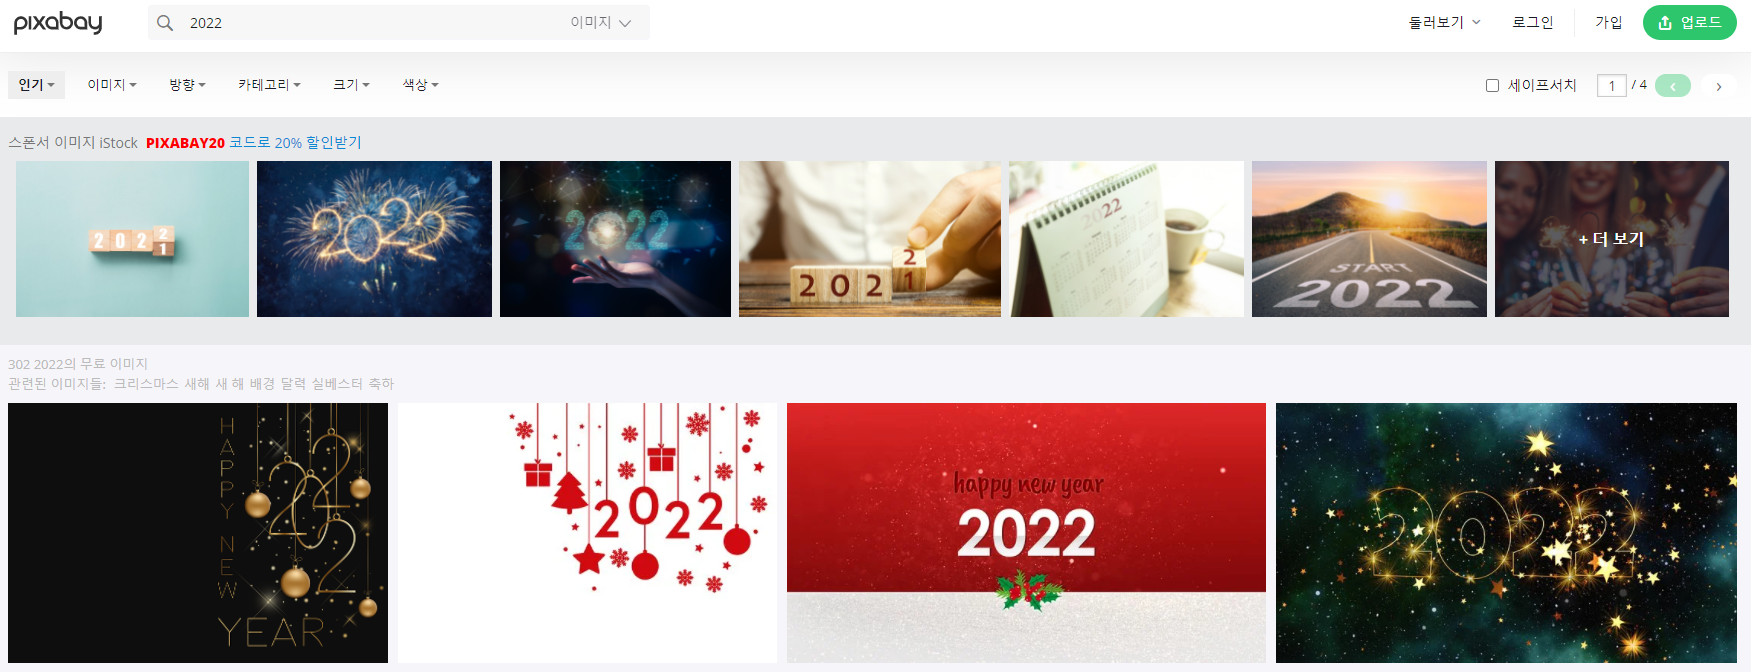 pixabay
2022
이미지
둘러보기
로그인
가입
업로드
인기
이미지
방향
카테고리
크기
색상
세이프서치
1 / 4
스폰서 이미지 iStock PIXABAY20 코드로 20% 할인받기
2 0 2 2 1
2022
2022
2 0 2 2 1
2022
START 2022
+ 더 보기
302 2022의 무료 이미지
관련된 이미지들: 크리스마스 새해 새 해 배경 달력 실베스터 축하
HAPPY NEW YEAR
2022
2022
happy new year
2022
2022